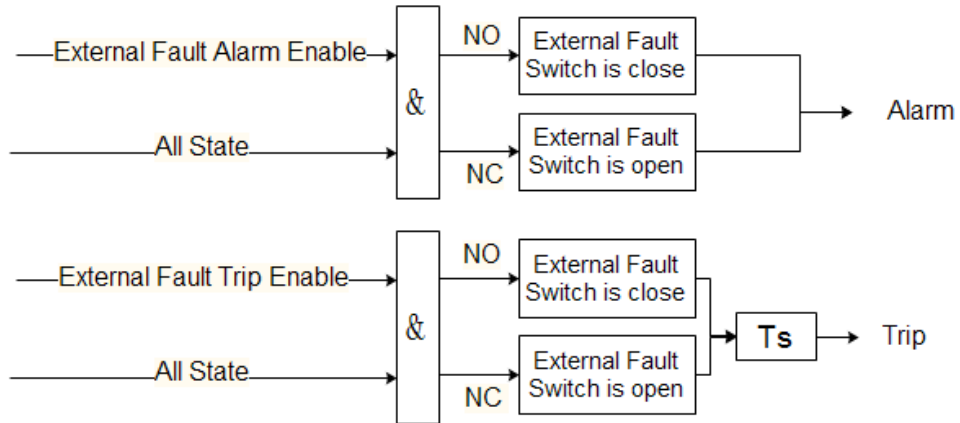 External Fault Alarm Enable
All State
&
NO
NC
External Fault
Switch is close
External Fault
Switch is open
Alarm
External Fault Trip Enable
All State
&
NO
NC
External Fault
Switch is close
External Fault
Switch is open
Ts
Trip